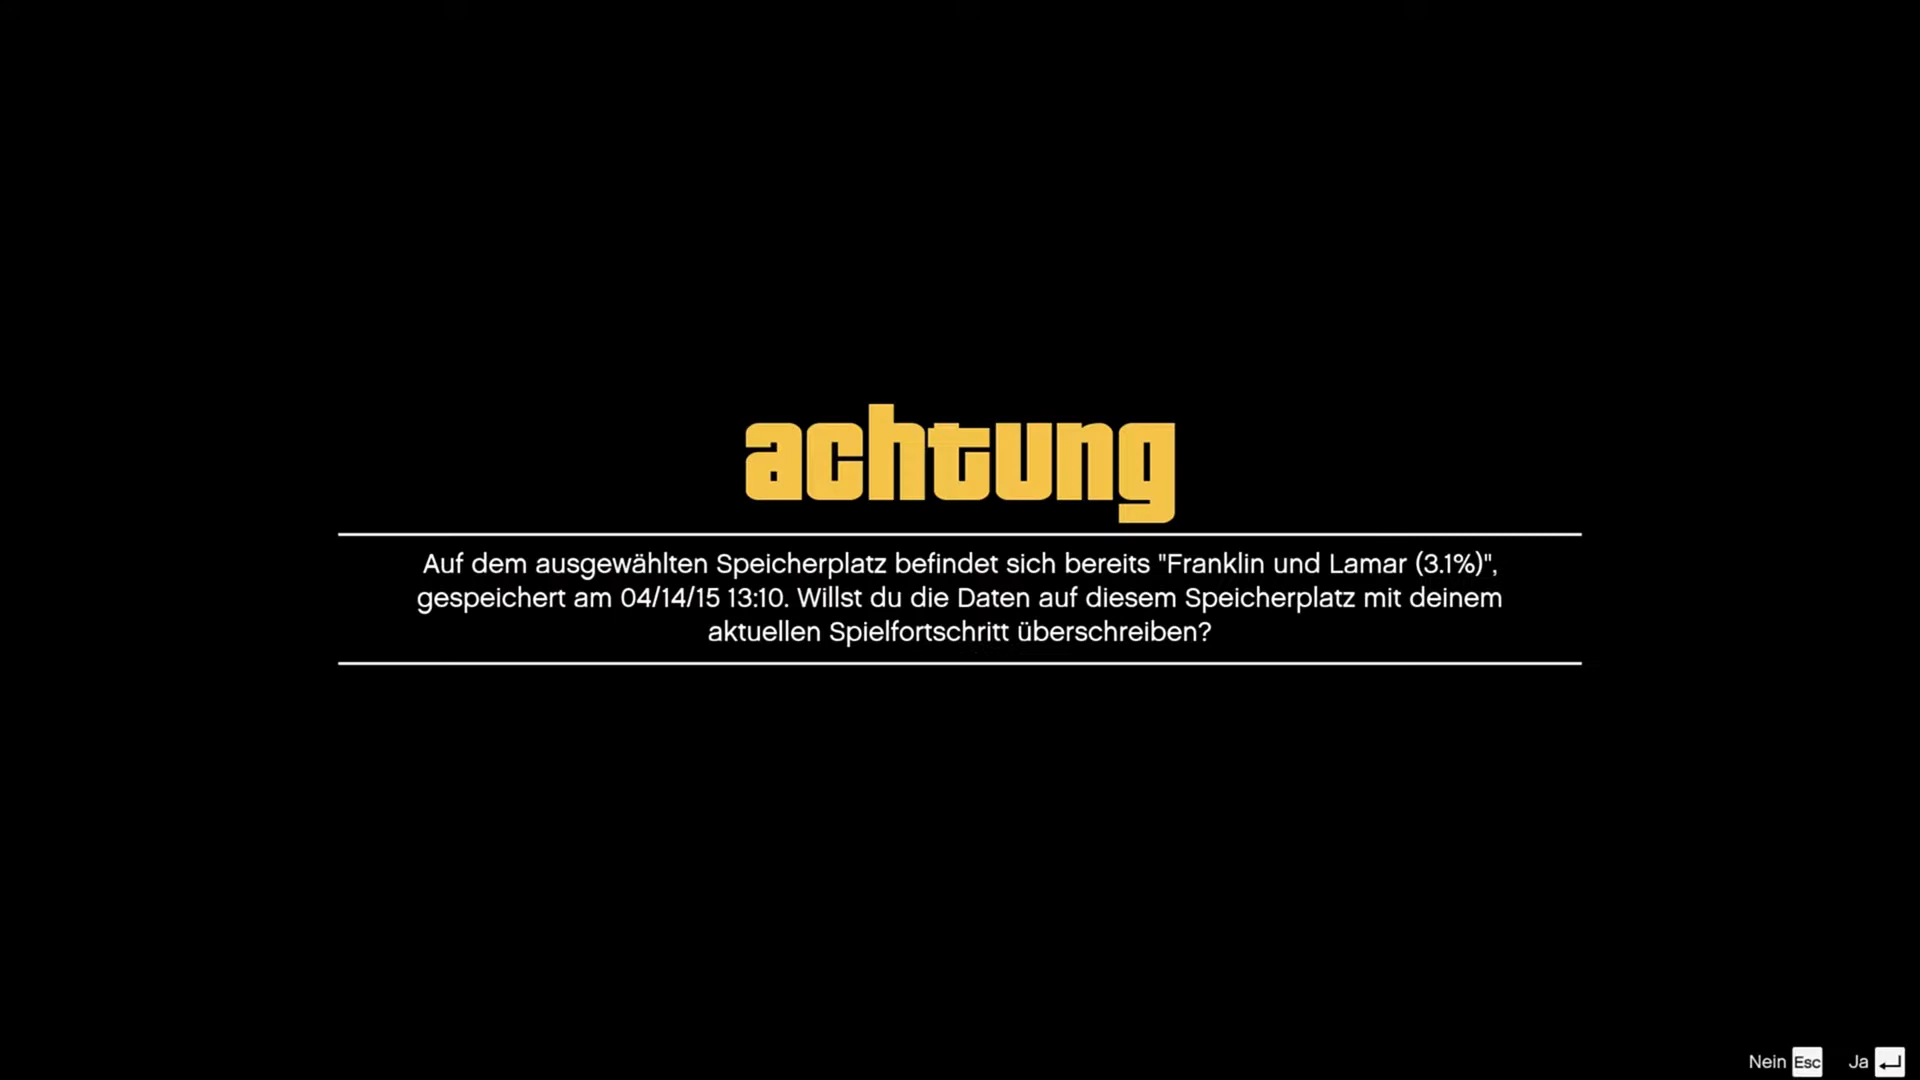 achtung
Auf dem ausgewählten Speicherplatz befindet sich bereits "Franklin und Lamar (3.1%)",
gespeichert am 04/14/15 13:10. Willst du die Daten auf diesem Speicherplatz mit deinem
aktuellen Spielfortschritt überschreiben?
Nein Esc Ja